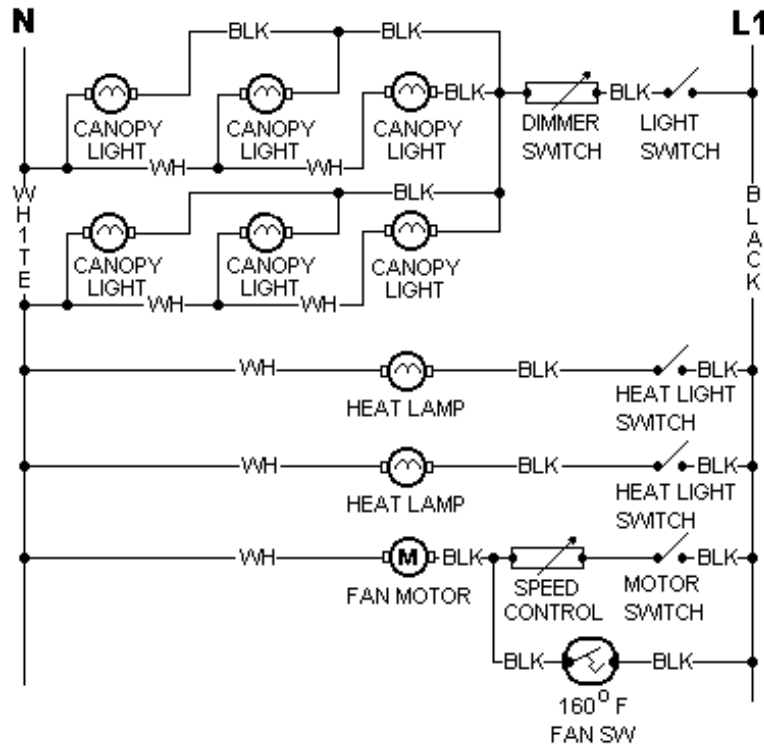 N L1
BLK BLK
BLK BLK
CANOPY LIGHT CANOPY LIGHT CANOPY LIGHT DIMMER SWITCH LIGHT SWITCH
WH WH
WH1TE
BLACK
BLK
CANOPY LIGHT CANOPY LIGHT CANOPY LIGHT
WH WH
WH BLK BLK
HEAT LAMP HEAT LIGHT SWITCH
WH BLK BLK
HEAT LAMP HEAT LIGHT SWITCH
WH M BLK BLK
FAN MOTOR SPEED CONTROL MOTOR SWITCH
BLK BLK
160° F
FAN SW